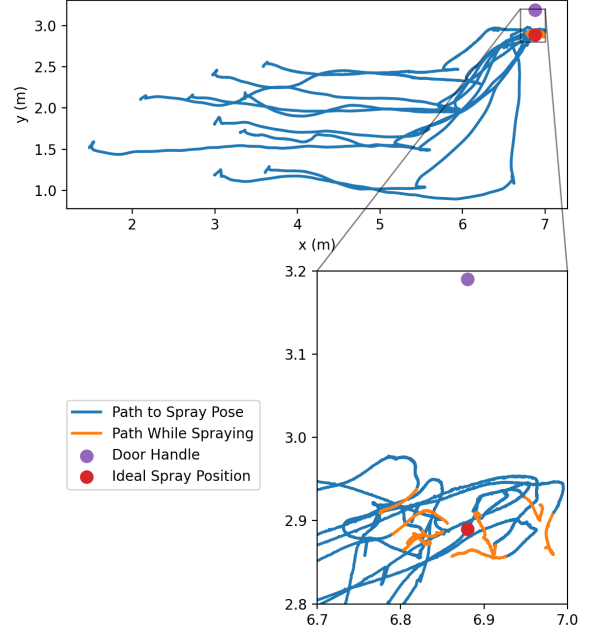 3.0
2.5
2.0
1.5
1.0
y (m)
2 3 4 5 6 7
x (m)
3.2
3.1
3.0
2.9
2.8
6.7 6.8 6.9 7.0
Path to Spray Pose
Path While Spraying
Door Handle
Ideal Spray Position